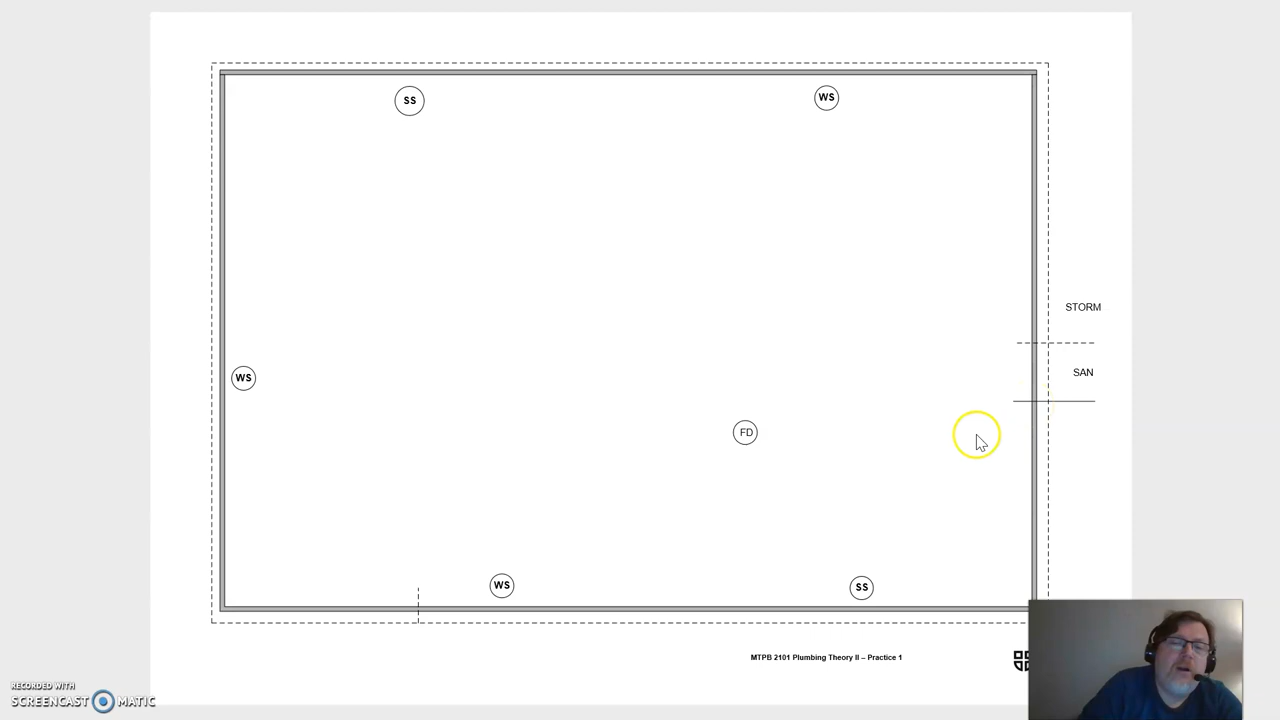 SS
WS
STORM
SAN
WS
FD
WS
SS
MTPB 2101 Plumbing Theory II – Practice 1
RECORDED WITH
SCREENCAST MATIC